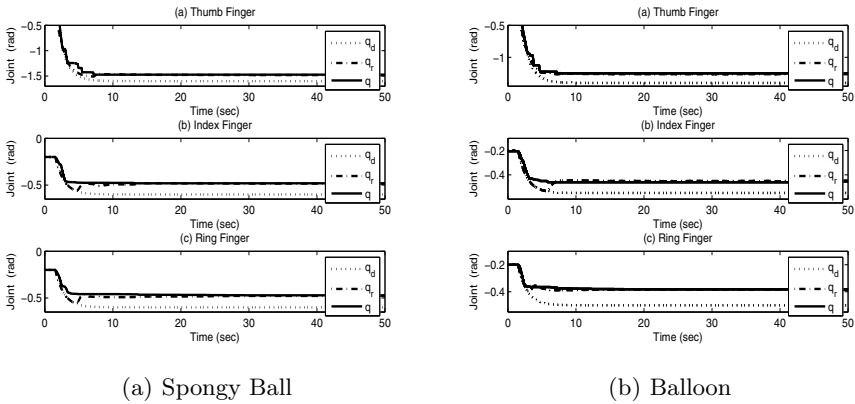 (a) Thumb Finger
−0.5
−1
−1.5
Joint (rad)
q_d
q_r
q
0 10 20 30 40 50
Time (sec)
(b) Index Finger
0
−0.5
Joint (rad)
q_d
q_r
q
0 10 20 30 40 50
Time (sec)
(c) Ring Finger
0
−0.5
Joint (rad)
q_d
q_r
q
0 10 20 30 40 50
Time (sec)
(a) Spongy Ball
(a) Thumb Finger
−0.5
−1
Joint (rad)
q_d
q_r
q
0 10 20 30 40 50
Time (sec)
(b) Index Finger
−0.2
−0.4
Joint (rad)
q_d
q_r
q
0 10 20 30 40 50
Time (sec)
(c) Ring Finger
−0.2
−0.4
Joint (rad)
q_d
q_r
q
0 10 20 30 40 50
Time (sec)
(b) Balloon